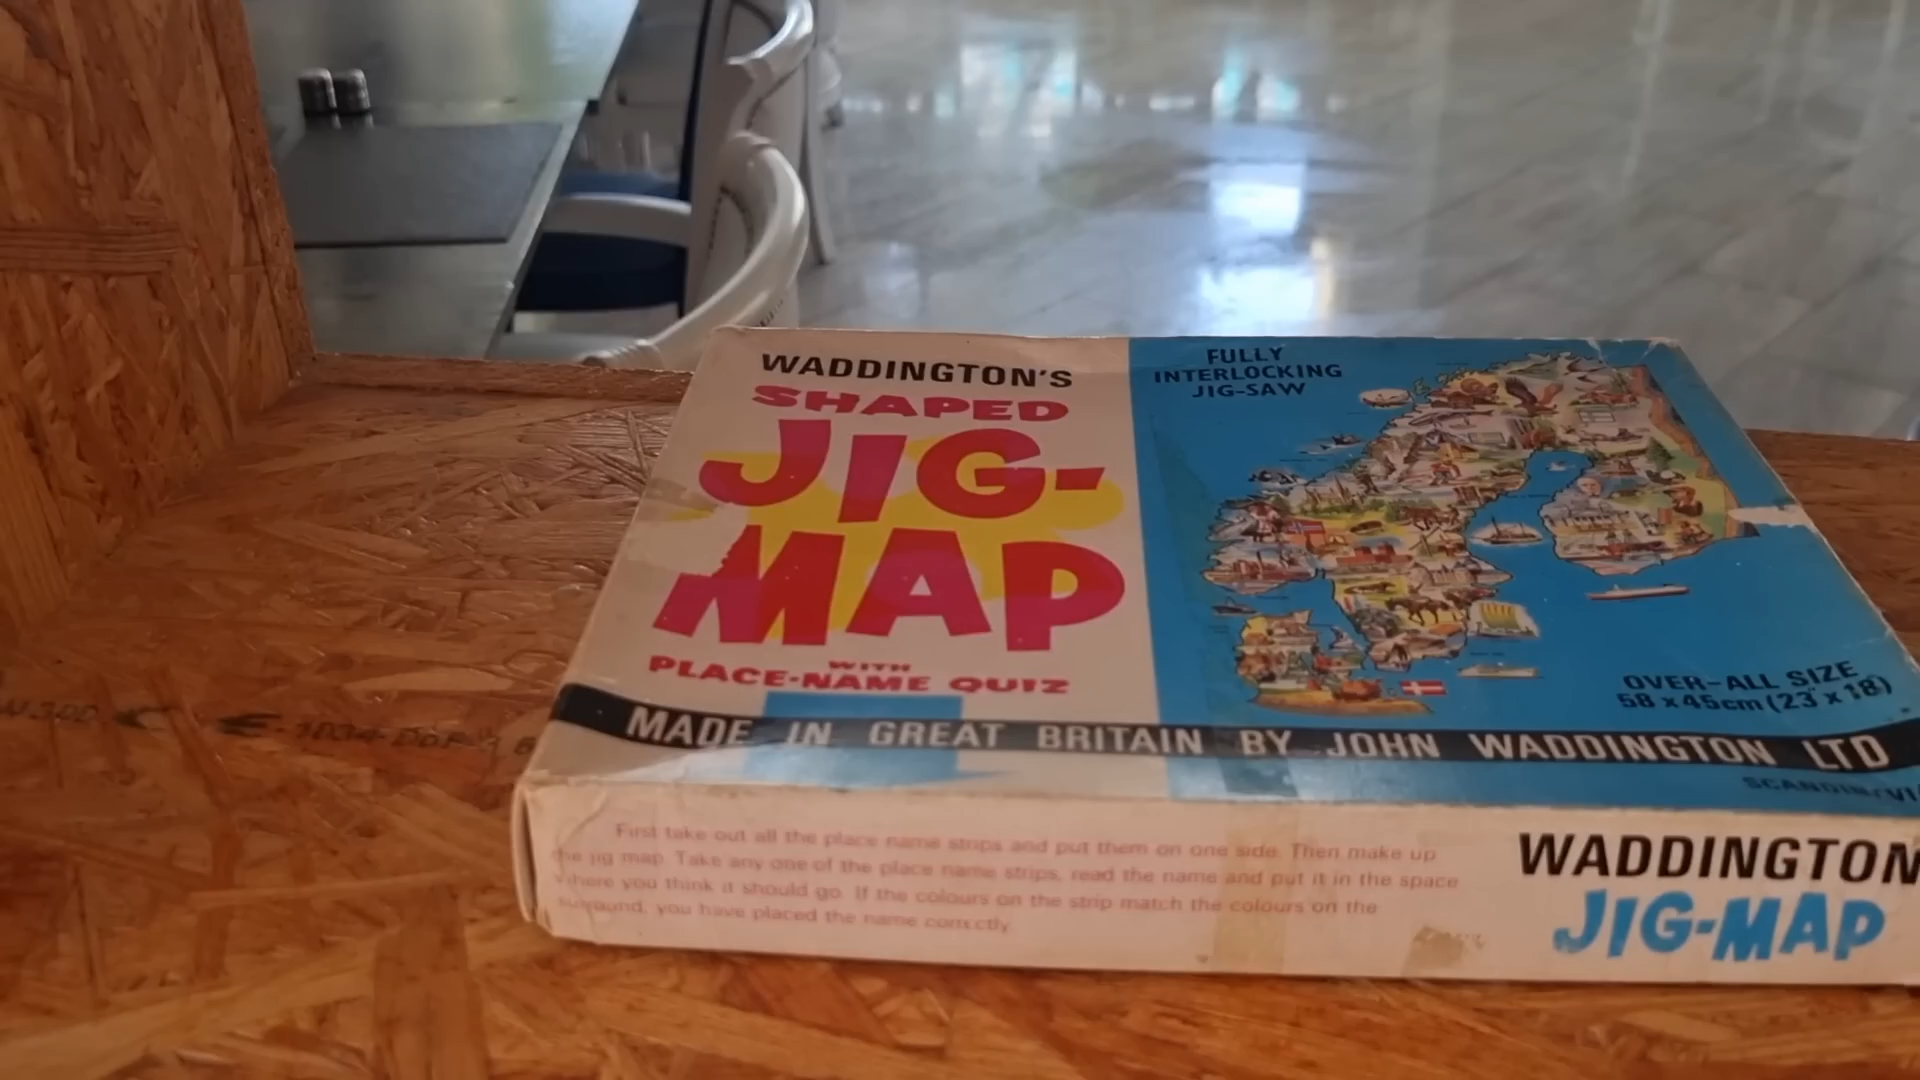 WADDINGTON'S
SHAPED
JIG-
MAP
WITH
PLACE-NAME QUIZ
FULLY
INTERLOCKING
JIG-SAW
OVER-ALL SIZE
58 x 45cm (23" x 18")
MADE IN GREAT BRITAIN BY JOHN WADDINGTON LTD
First take out all the place name strips and put them on one side. Then make up
the jig map. Take any one of the place name strips, read the name and put it in the space
where you think it should go. If the colours on the strip match the colours on the
surround, you have placed the name correctly
WADDINGTON
JIG-MAP